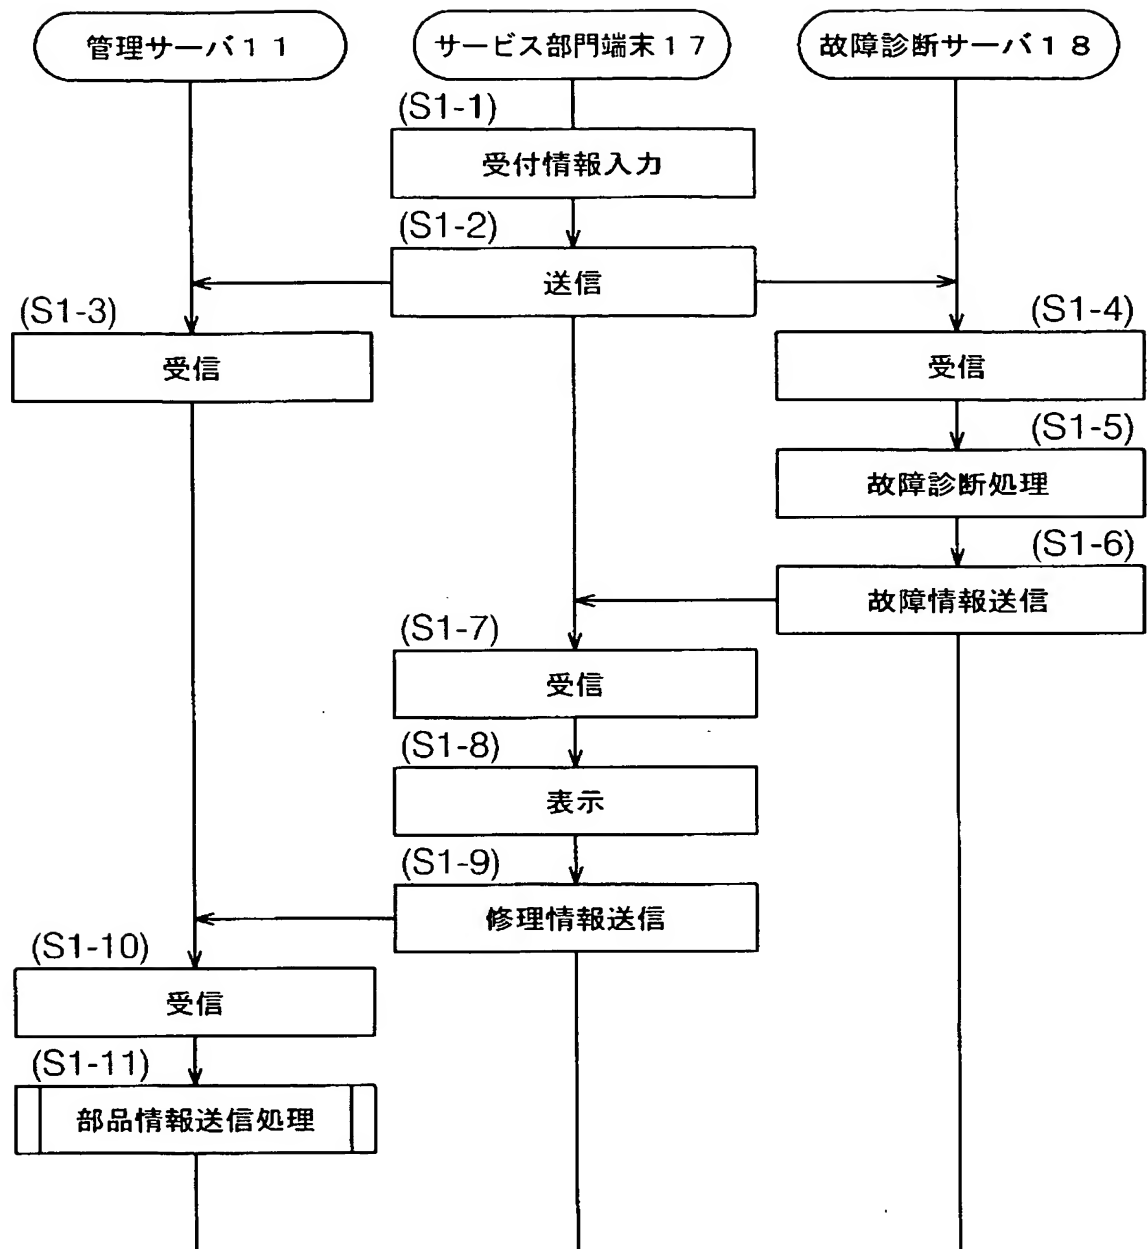 管理サーバ１１
サービス部門端末１７
故障診断サーバ１８
(S1-1)
受付情報入力
(S1-2)
送信
(S1-3)
受信
(S1-4)
受信
(S1-5)
故障診断処理
(S1-6)
故障情報送信
(S1-7)
受信
(S1-8)
表示
(S1-9)
修理情報送信
(S1-10)
受信
(S1-11)
部品情報送信処理